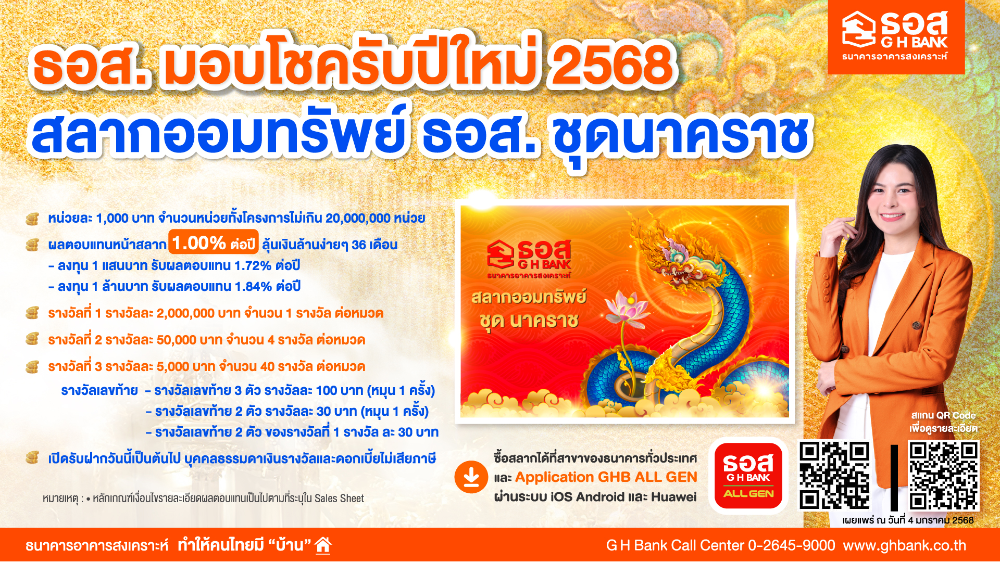 ธอส
G H BANK
ธนาคารอาคารสงเคราะห์
ธอส. มอบโชครับปีใหม่ 2568
สลากออมทรัพย์ ธอส. ชุดนาคราช
หน่วยละ 1,000 บาท จำนวนหน่วยทั้งโครงการไม่เกิน 20,000,000 หน่วย
ผลตอบแทนหน้าสลาก 1.00% ต่อปี ลุ้นเงินล้านง่ายๆ 36 เดือน
- ลงทุน 1 แสนบาท รับผลตอบแทน 1.72% ต่อปี
- ลงทุน 1 ล้านบาท รับผลตอบแทน 1.84% ต่อปี
รางวัลที่ 1 รางวัลละ 2,000,000 บาท จำนวน 1 รางวัล ต่อหมวด
รางวัลที่ 2 รางวัลละ 50,000 บาท จำนวน 4 รางวัล ต่อหมวด
รางวัลที่ 3 รางวัลละ 5,000 บาท จำนวน 40 รางวัล ต่อหมวด
รางวัลเลขท้าย - รางวัลเลขท้าย 3 ตัว รางวัลละ 100 บาท (หมุน 1 ครั้ง)
- รางวัลเลขท้าย 2 ตัว รางวัลละ 30 บาท (หมุน 1 ครั้ง)
- รางวัลเลขท้าย 2 ตัว ของรางวัลที่ 1 รางวัล ละ 30 บาท
เปิดรับฝากวันนี้เป็นต้นไป บุคคลธรรมดาเงินรางวัลและดอกเบี้ยไม่เสียภาษี
หมายเหตุ : • หลักเกณฑ์เงื่อนไขรายละเอียดผลตอบแทนเป็นไปตามที่ระบุใน Sales Sheet
ธอส
G H BANK
ธนาคารอาคารสงเคราะห์
สลากออมทรัพย์
ชุด นาคราช
ซื้อสลากได้ที่สาขาของธนาคารทั่วประเทศ
และ Application GHB ALL GEN
ผ่านระบบ iOS Android และ Huawei
ธอส
G H BANK
ALL GEN
สแกน QR Code
เพื่อดูรายละเอียด
เผยแพร่ ณ วันที่ 4 มกราคม 2568
ธนาคารอาคารสงเคราะห์ ทำให้คนไทยมี “บ้าน”
G H Bank Call Center 0-2645-9000 www.ghbank.co.th